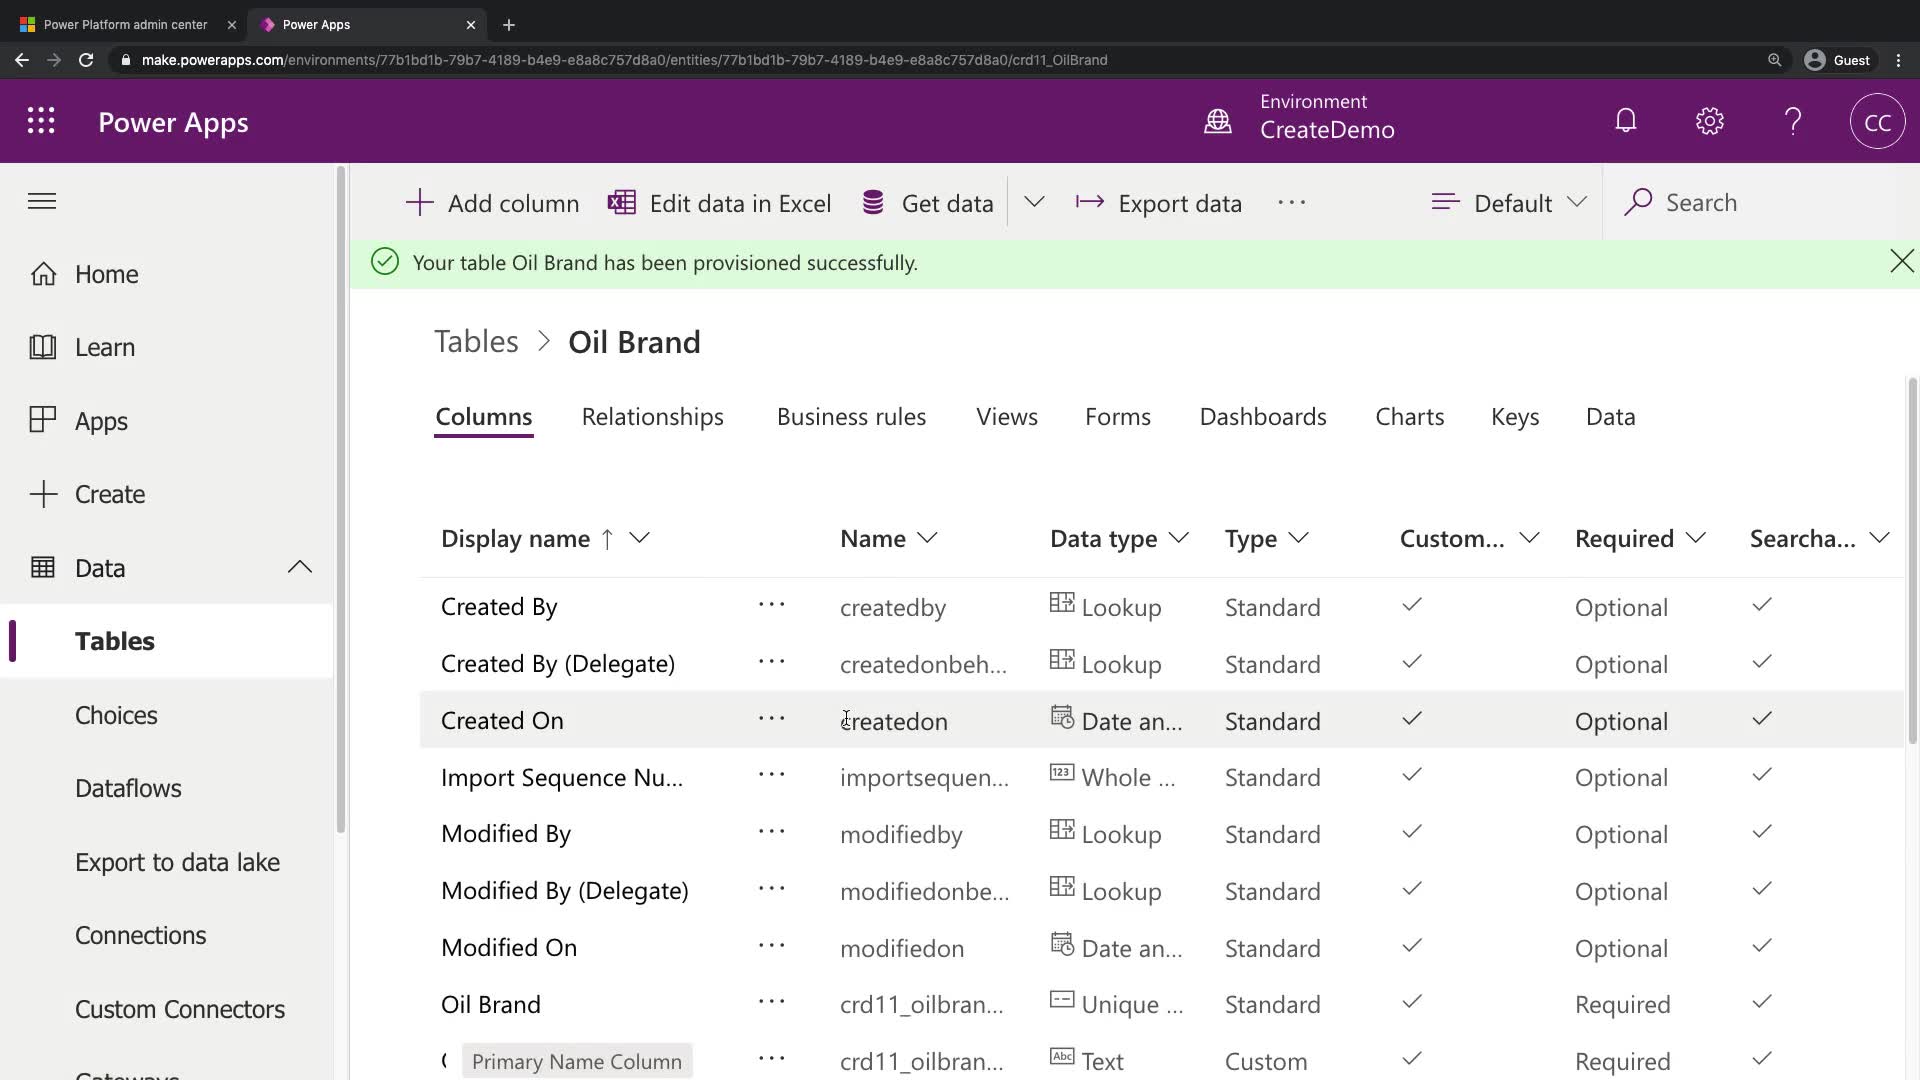 Power Platform admin center
Power Apps
make.powerapps.com/environments/77b1bd1b-79b7-4189-b4e9-e8a8c757d8a0/entities/77b1bd1b-79b7-4189-b4e9-e8a8c757d8a0/crd11_OilBrand
Guest
Power Apps
Environment
CreateDemo
CC
Add column
Edit data in Excel
Get data
Export data
Default
Search
Your table Oil Brand has been provisioned successfully.
Home
Learn
Apps
Create
Data
Tables
Choices
Dataflows
Export to data lake
Connections
Custom Connectors
Gateways
Tables > Oil Brand
Columns Relationships Business rules Views Forms Dashboards Charts Keys Data
Display name ↑ Name Data type Type Custom... Required Searcha...
Created By ... createdby Lookup Standard Optional
Created By (Delegate) ... createdonbeh... Lookup Standard Optional
Created On ... createdon Date an... Standard Optional
Import Sequence Nu... ... importsequen... 123 Whole ... Standard Optional
Modified By ... modifiedby Lookup Standard Optional
Modified By (Delegate) ... modifiedonbe... Lookup Standard Optional
Modified On ... modifiedon Date an... Standard Optional
Oil Brand ... crd11_oilbran... Unique ... Standard Required
Primary Name Column ... crd11_oilbran... Abc Text Custom Required